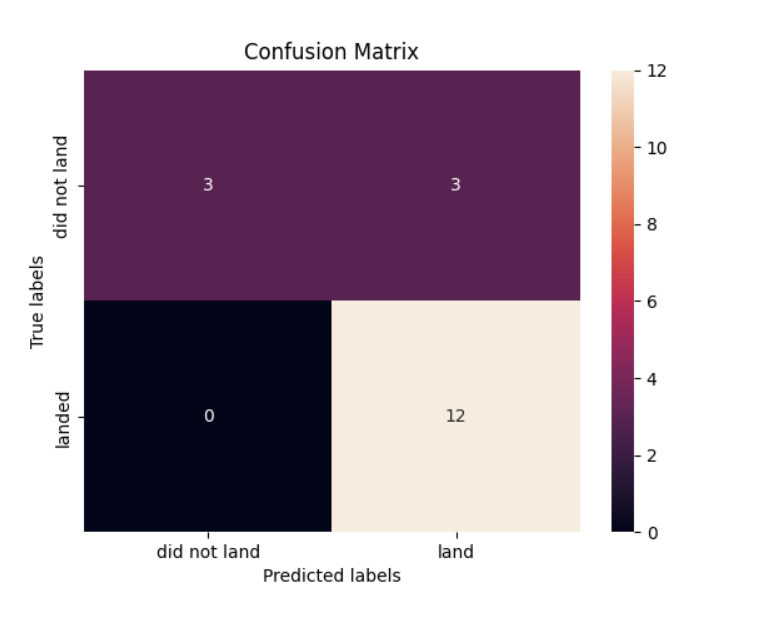 Confusion Matrix
True labels
did not land
landed
3
3
0
12
did not land
land
Predicted labels
12
10
8
6
4
2
0